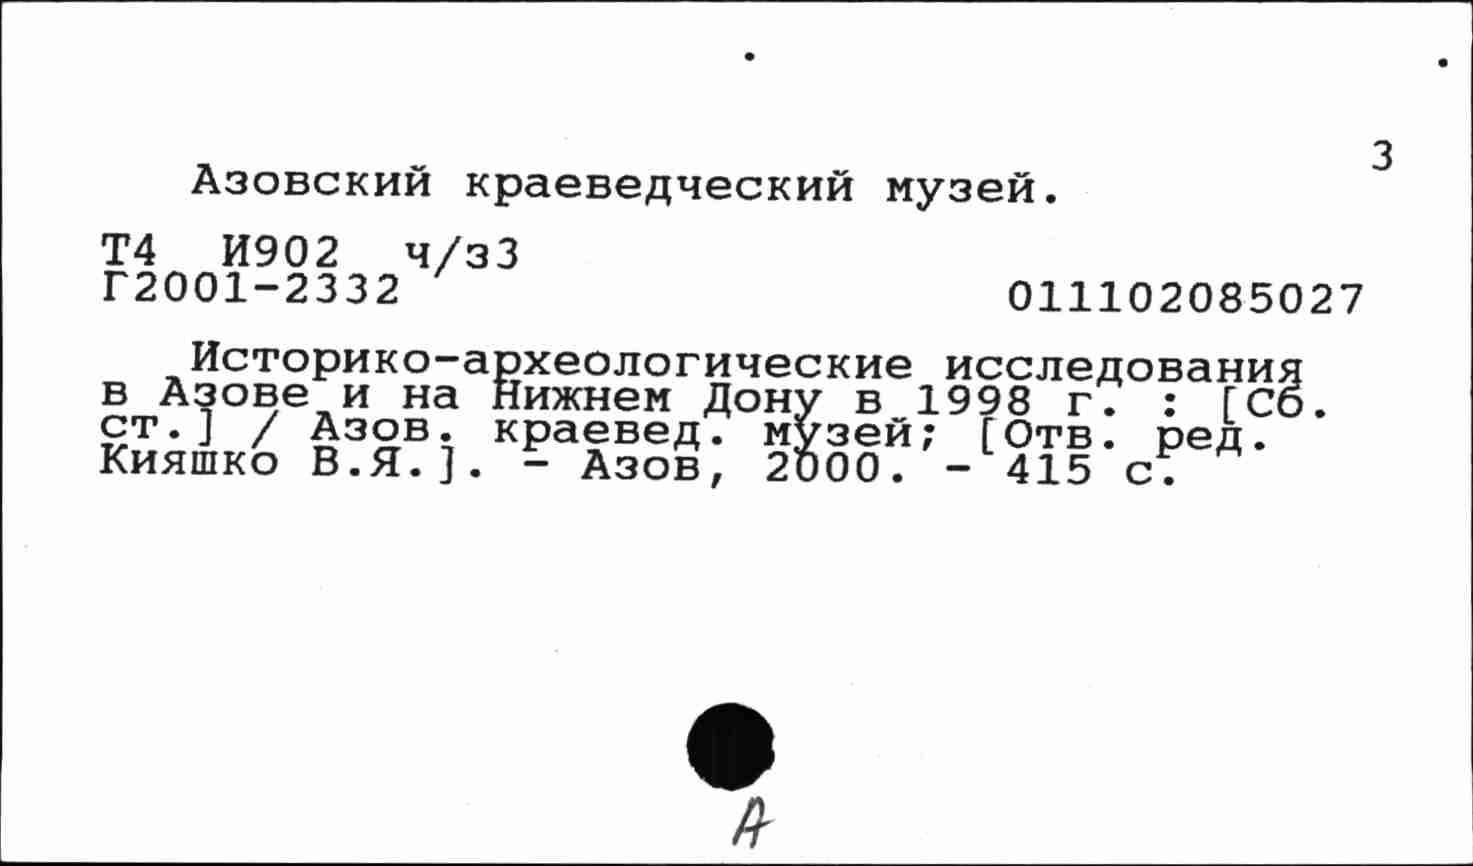 3
Азовский краеведческий музей.
Т4 И902 ч/з3
Г2001-2332 011102085027
Историко-археологические исследования
в Азове и на Нижнем Дону в 1998 г. : [Сб.
ст.] / Азов. краевед. музей; [Отв. ред.
Кияшко В.Я.]. - Азов, 2000. - 415 с.
А